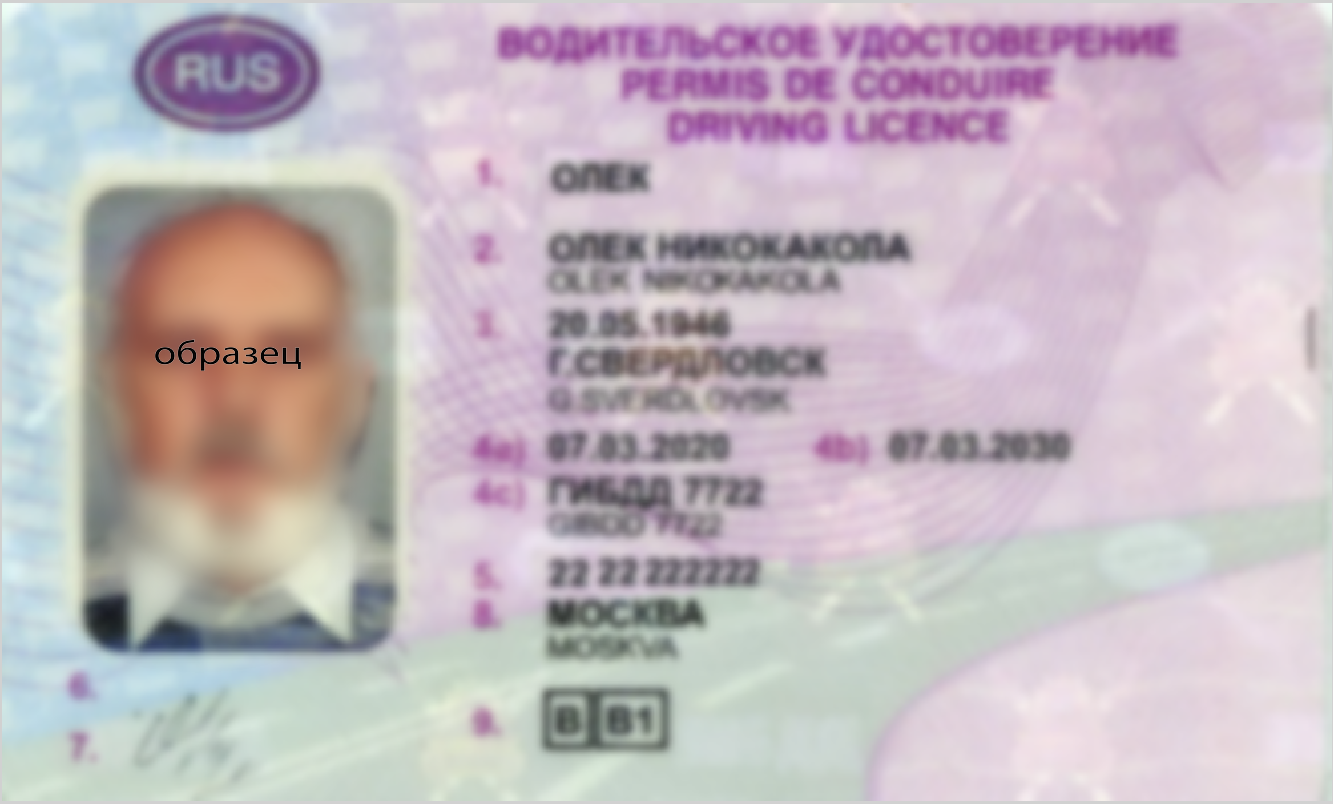 RUS
ВОДИТЕЛЬСКОЕ УДОСТОВЕРЕНИЕ
PERMIS DE CONDUIRE
DRIVING LICENCE
1. ОЛЕК
2. ОЛЕК НИКОКАКОЛА
OLEK NIKOKAKOLA
3. 20.05.1946
Г.СВЕРДЛОВСК
G.SVERDLOVSK
образец
4a) 07.03.2020 4b) 07.03.2030
4c) ГИБДД 7722
GIBDD 7722
5. 22 22 222222
8. МОСКВА
MOSKVA
6.
7.
9. B B1